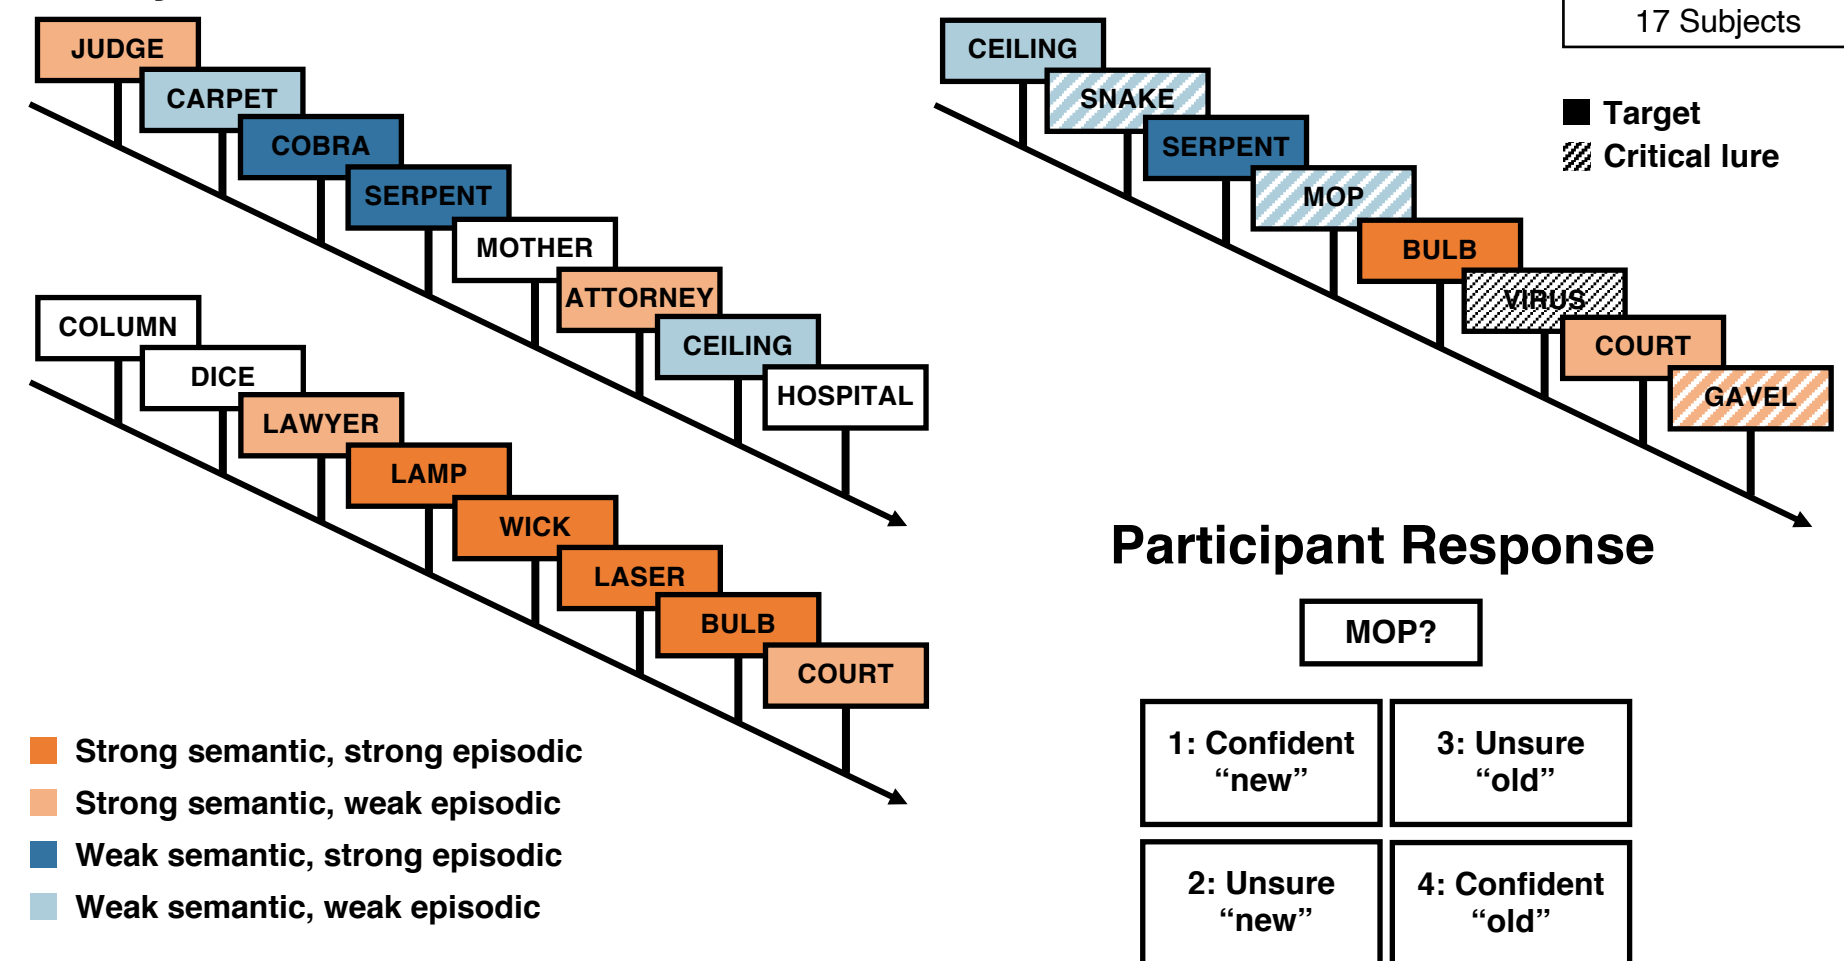 JUDGE
CARPET
COBRA
SERPENT
MOTHER
ATTORNEY
CEILING
HOSPITAL
COLUMN
DICE
LAWYER
LAMP
WICK
LASER
BULB
COURT
Strong semantic, strong episodic
Strong semantic, weak episodic
Weak semantic, strong episodic
Weak semantic, weak episodic
CEILING
SNAKE
SERPENT
MOP
BULB
VIRUS
COURT
GAVEL
17 Subjects
Target
Critical lure
Participant Response
MOP?
1: Confident
“new”
3: Unsure
“old”
2: Unsure
“new”
4: Confident
“old”